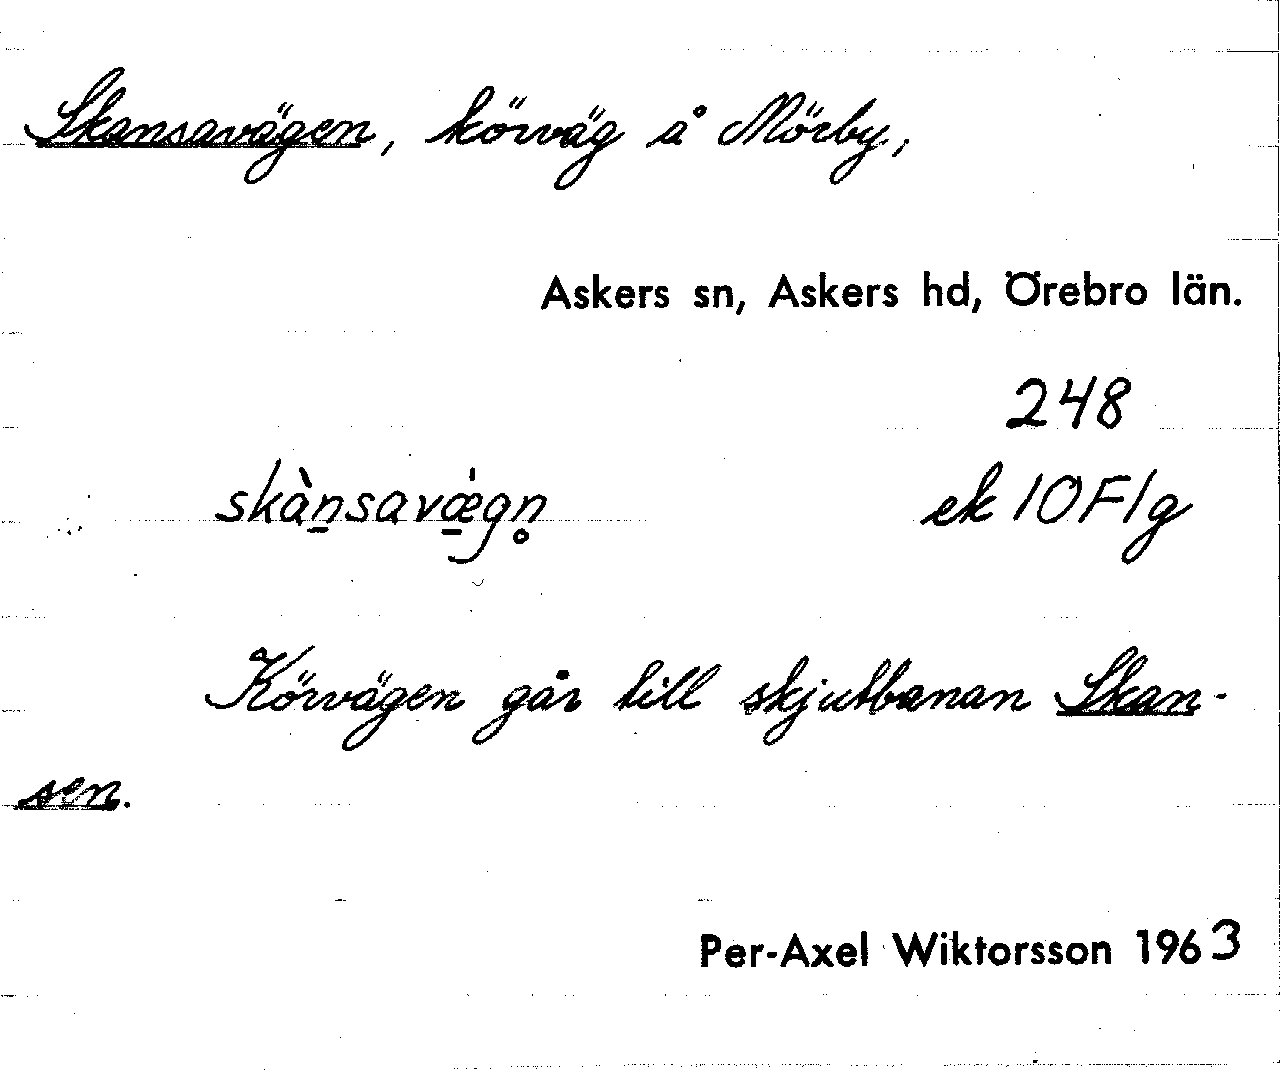 Skansavägen, körväg å Mörby,
Askers sn, Askers hd, Örebro län.
248
skànsavǽgn̥ ek 10F1g
Körvägen går till skjutbanan Skan-
sen.
Per-Axel Wiktorsson 1963